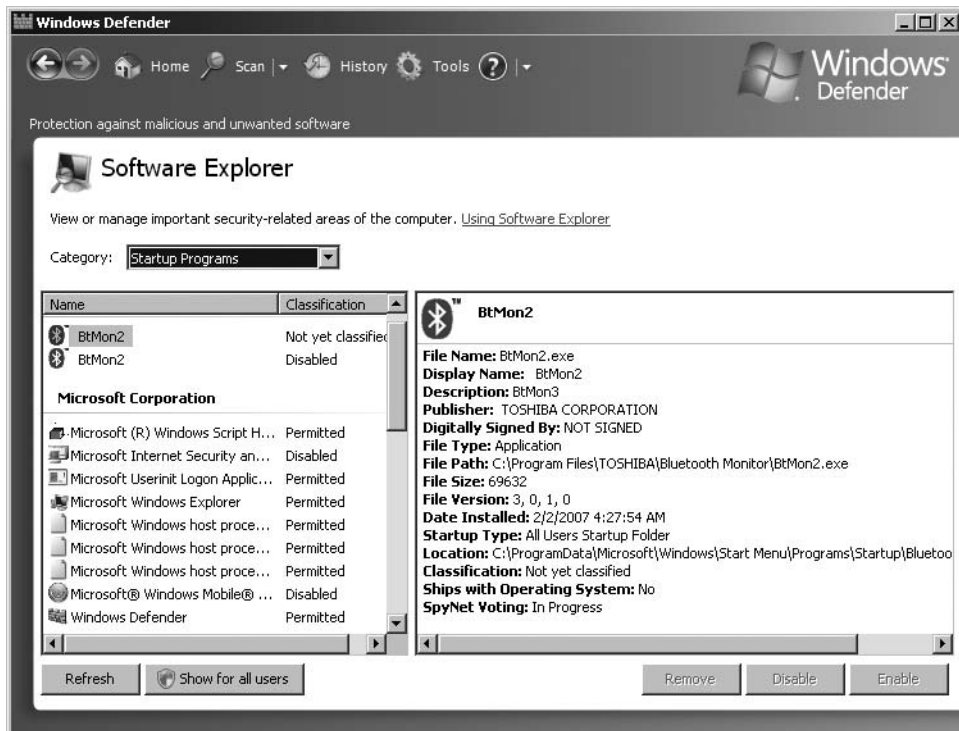 Windows Defender
Home Scan History Tools ?
Windows Defender
Protection against malicious and unwanted software
Software Explorer
View or manage important security-related areas of the computer. Using Software Explorer
Category: Startup Programs
Name Classification
BtMon2 Not yet classified
BtMon2 Disabled
Microsoft Corporation
Microsoft (R) Windows Script H... Permitted
Microsoft Internet Security an... Disabled
Microsoft Userinit Logon Applic... Permitted
Microsoft Windows Explorer Permitted
Microsoft Windows host proce... Permitted
Microsoft Windows host proce... Permitted
Microsoft Windows host proce... Permitted
Microsoft® Windows Mobile® ... Disabled
Windows Defender Permitted
TM
BtMon2
File Name: BtMon2.exe
Display Name: BtMon2
Description: BtMon3
Publisher: TOSHIBA CORPORATION
Digitally Signed By: NOT SIGNED
File Type: Application
File Path: C:\Program Files\TOSHIBA\Bluetooth Monitor\BtMon2.exe
File Size: 69632
File Version: 3, 0, 1, 0
Date Installed: 2/2/2007 4:27:54 AM
Startup Type: All Users Startup Folder
Location: C:\ProgramData\Microsoft\Windows\Start Menu\Programs\Startup\Bluetoo
Classification: Not yet classified
Ships with Operating System: No
SpyNet Voting: In Progress
Refresh Show for all users Remove Disable Enable